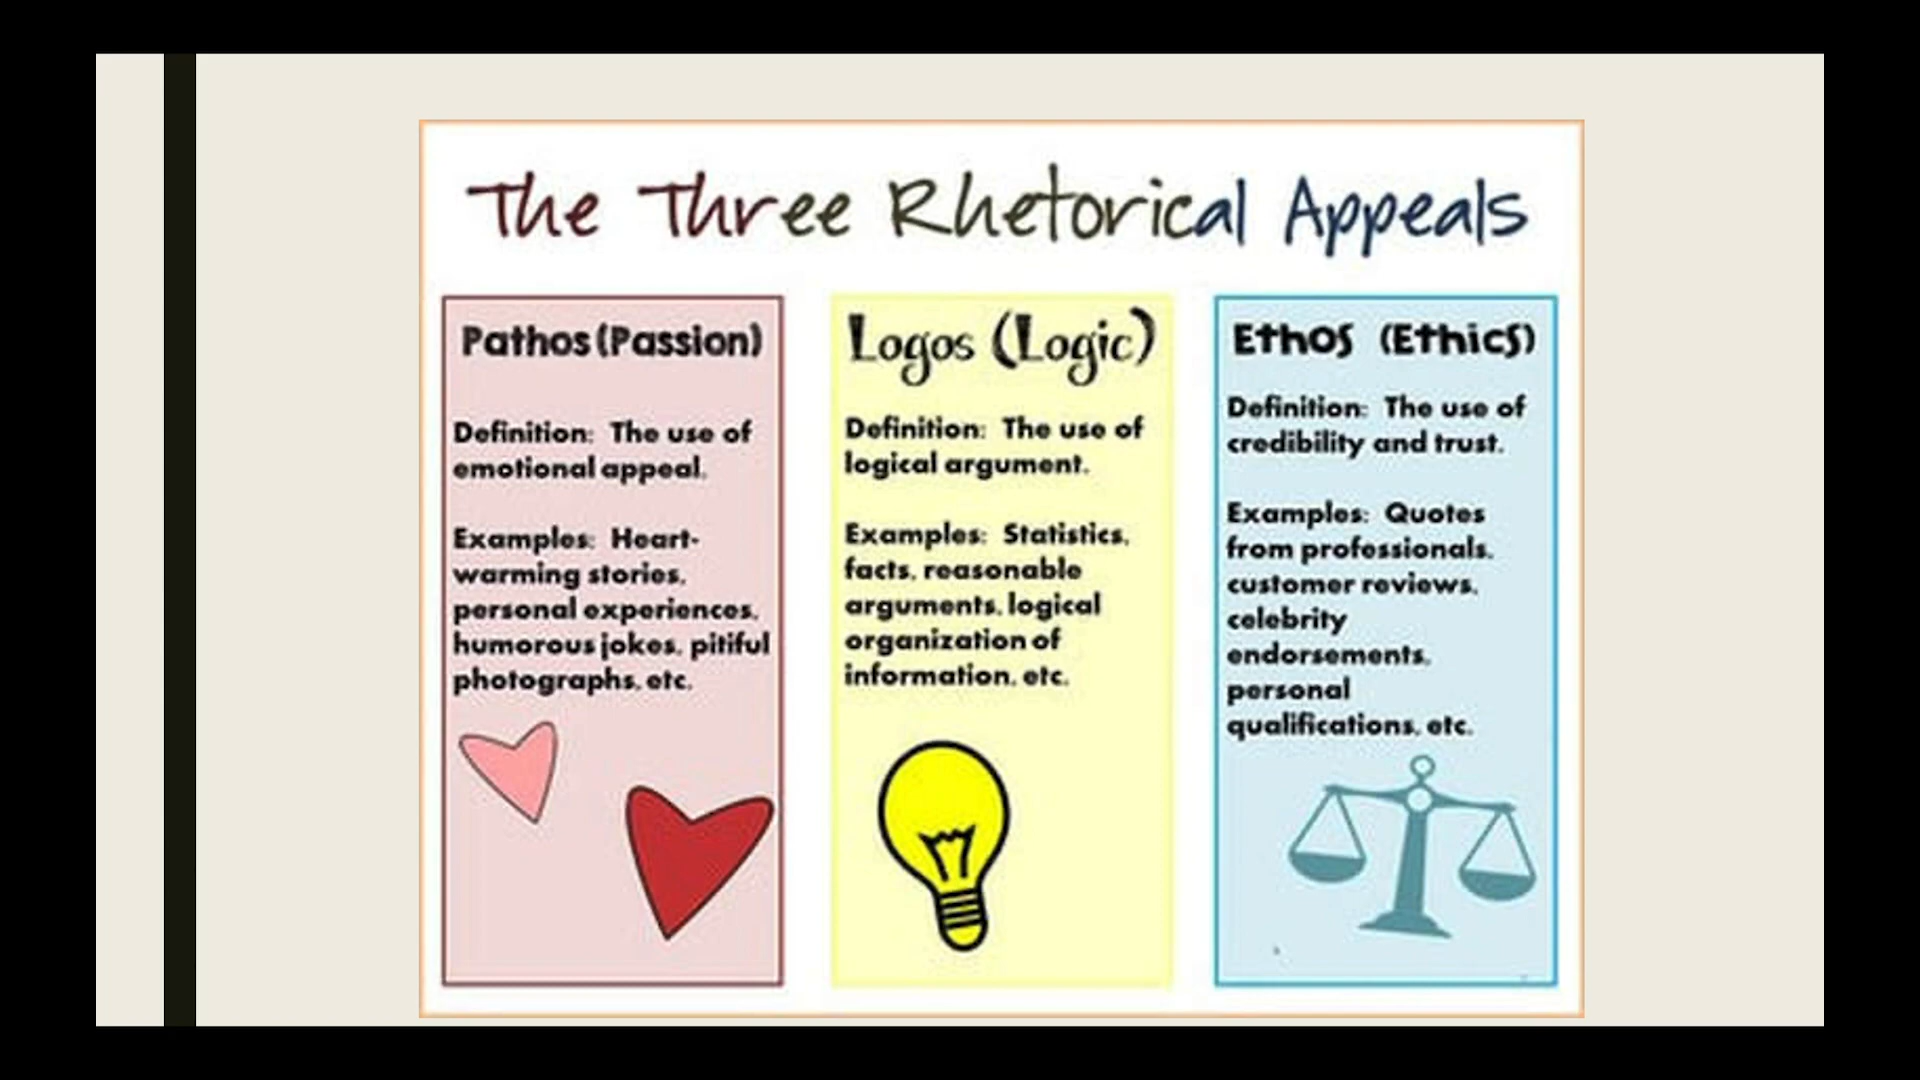 The Three Rhetorical Appeals
Pathos (Passion)
Definition: The use of
emotional appeal.
Examples: Heart-
warming stories,
personal experiences,
humorous jokes, pitiful
photographs, etc.
Logos (Logic)
Definition: The use of
logical argument.
Examples: Statistics,
facts, reasonable
arguments, logical
organization of
information, etc.
Ethos (Ethics)
Definition: The use of
credibility and trust.
Examples: Quotes
from professionals,
customer reviews,
celebrity
endorsements,
personal
qualifications, etc.